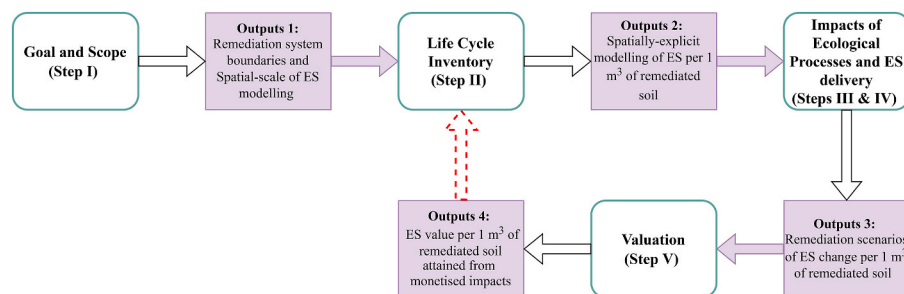 Goal and Scope
(Step I)
Outputs 1:
Remediation system
boundaries and
Spatial-scale of ES
modelling
Life Cycle
Inventory
(Step II)
Outputs 2:
Spatially-explicit
modelling of ES per 1
m³ of remediated
soil
Impacts of
Ecological
Processes and ES
delivery
(Steps III & IV)
Outputs 4:
ES value per 1 m³ of
remediated soil
attained from
monetised impacts
Valuation
(Step V)
Outputs 3:
Remediation scenarios
of ES change per 1 m³
of remediated soil